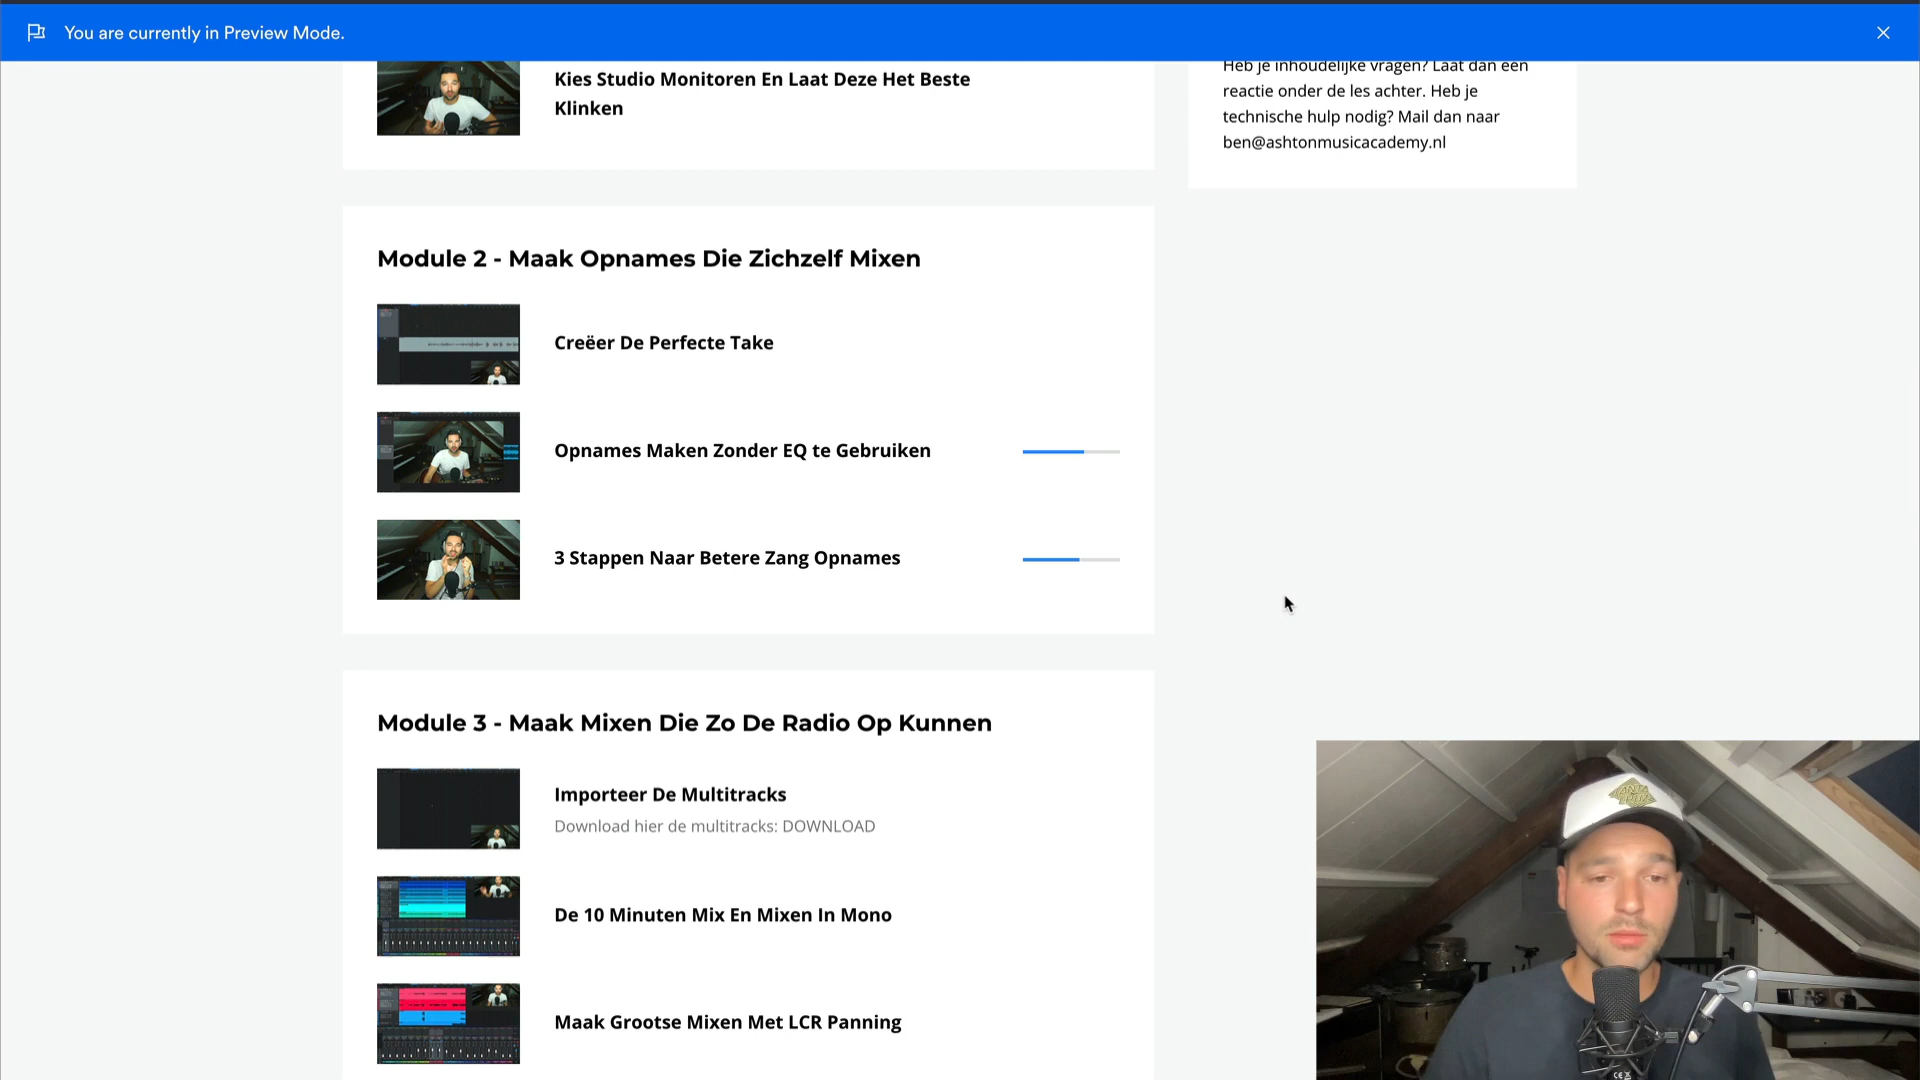 You are currently in Preview Mode.
Kies Studio Monitoren En Laat Deze Het Beste
Klinken
Heb je inhoudelijke vragen? Laat dan een
reactie onder de les achter. Heb je
technische hulp nodig? Mail dan naar
ben@ashtonmusicacademy.nl
Module 2 - Maak Opnames Die Zichzelf Mixen
Creëer De Perfecte Take
Opnames Maken Zonder EQ te Gebruiken
3 Stappen Naar Betere Zang Opnames
Module 3 - Maak Mixen Die Zo De Radio Op Kunnen
Importeer De Multitracks
Download hier de multitracks: DOWNLOAD
De 10 Minuten Mix En Mixen In Mono
Maak Grootse Mixen Met LCR Panning